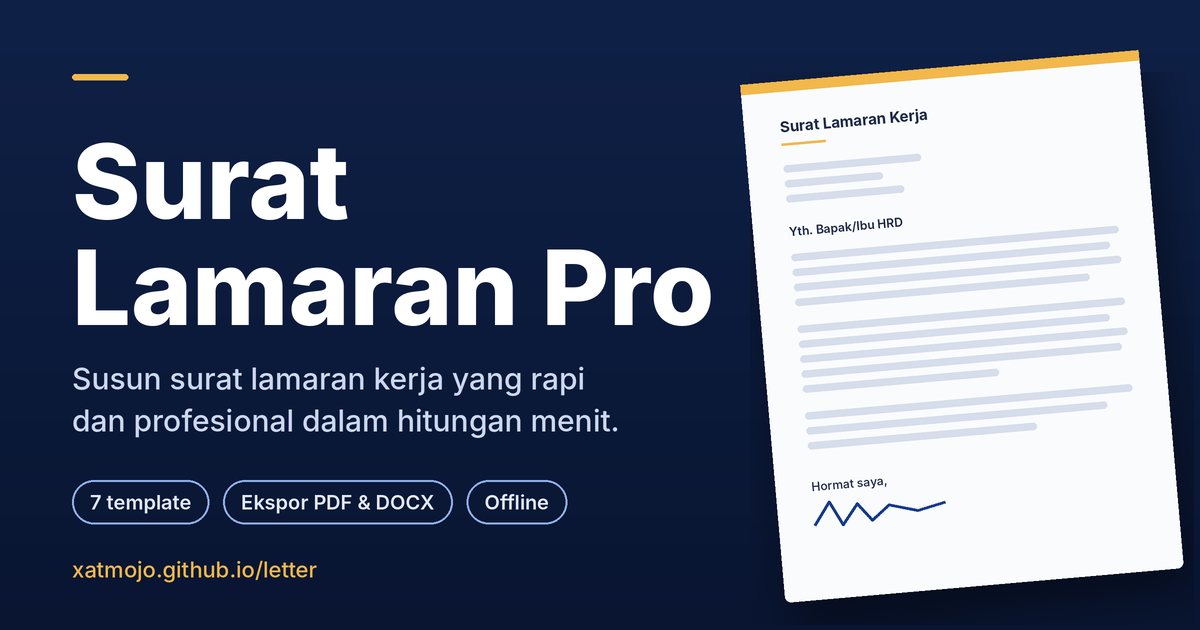 Surat
Lamaran Pro
Susun surat lamaran kerja yang rapi
dan profesional dalam hitungan menit.
7 template
Ekspor PDF & DOCX
Offline
xatmojo.github.io/letter
Surat Lamaran Kerja
Yth. Bapak/Ibu HRD
Hormat saya,